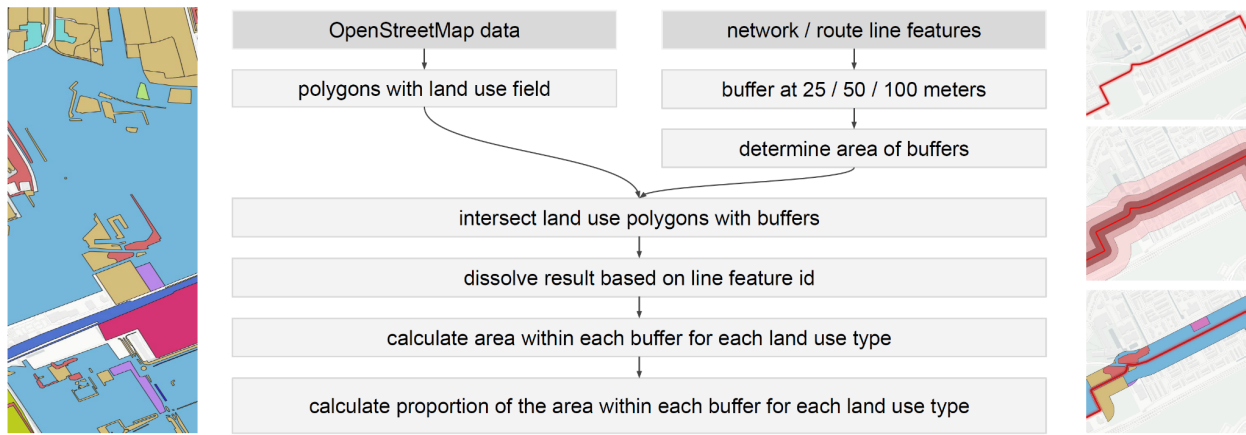 OpenStreetMap data
network / route line features
polygons with land use field
buffer at 25 / 50 / 100 meters
determine area of buffers
intersect land use polygons with buffers
dissolve result based on line feature id
calculate area within each buffer for each land use type
calculate proportion of the area within each buffer for each land use type